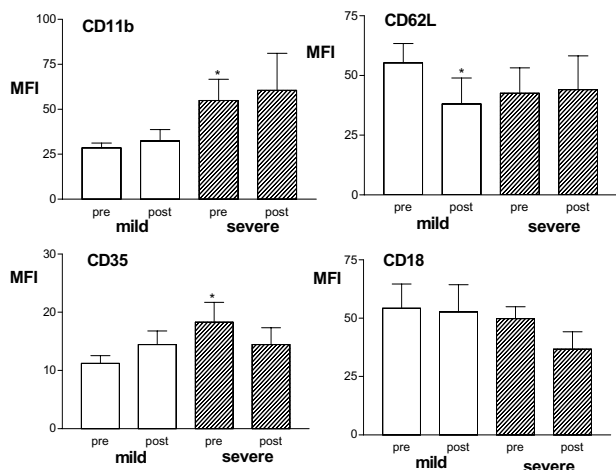 CD11b
MFI
100
75
50
25
0
*
pre post pre post
mild severe
CD62L
MFI
75
50
25
0
*
pre post pre post
mild severe
CD35
MFI
30
20
10
0
*
pre post pre post
mild severe
CD18
MFI
75
50
25
0
pre post pre post
mild severe